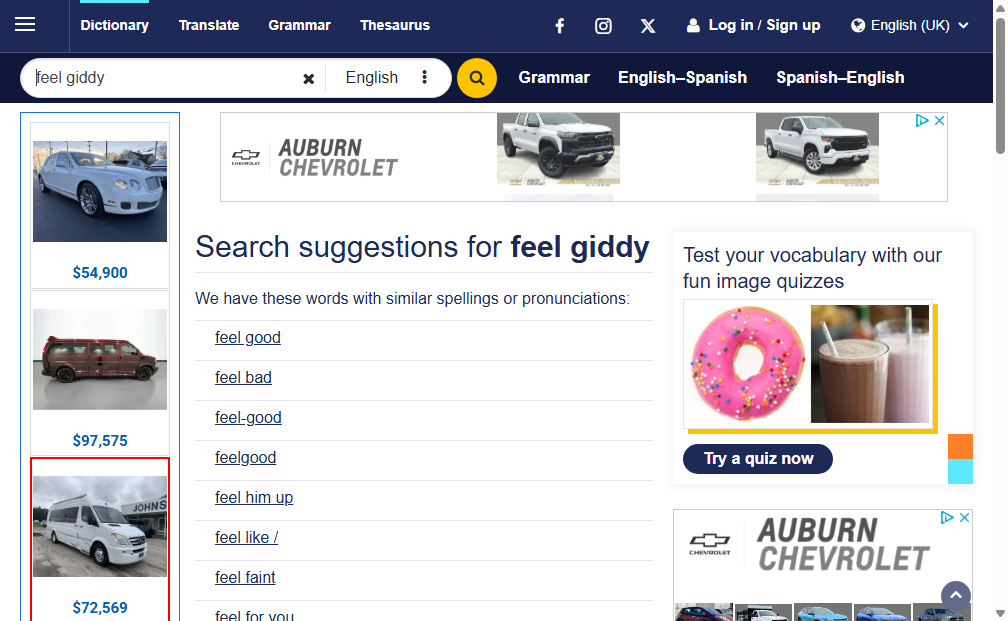 Dictionary Translate Grammar Thesaurus
Log in / Sign up English (UK)
feel giddy English Grammar English–Spanish Spanish–English
AUBURN
CHEVROLET
CHEVROLET
$54,900
$97,575
JOHNS
$72,569
Search suggestions for feel giddy
We have these words with similar spellings or pronunciations:
feel good
feel bad
feel-good
feelgood
feel him up
feel like /
feel faint
feel for you
Test your vocabulary with our
fun image quizzes
Try a quiz now
AUBURN
CHEVROLET
CHEVROLET